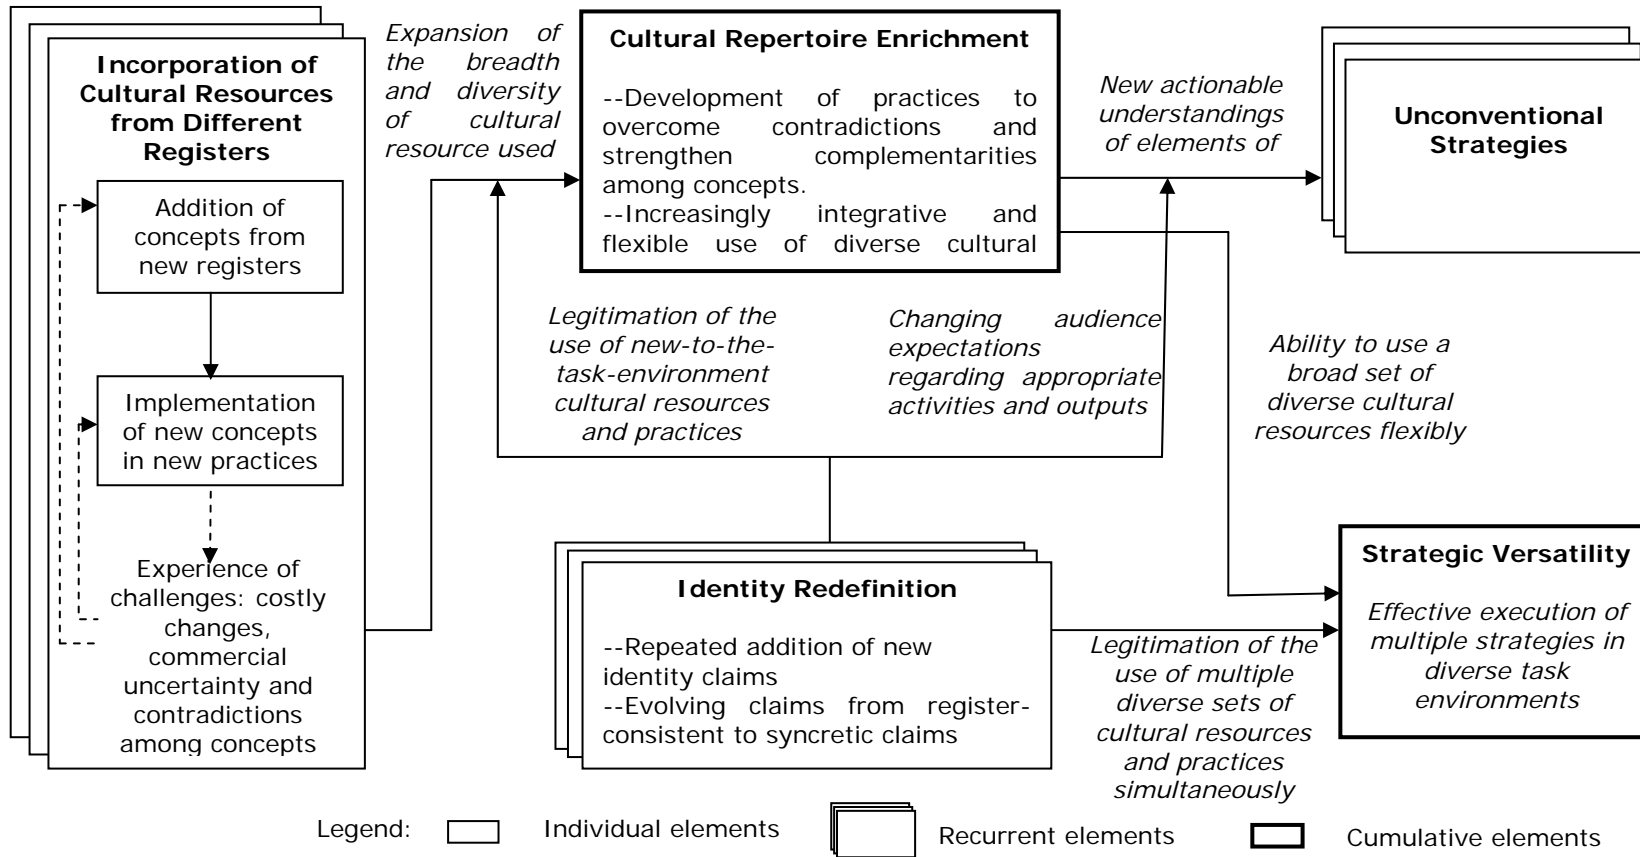 Incorporation of
Cultural Resources
from Different
Registers
Addition of
concepts from
new registers
Implementation
of new concepts
in new practices
Experience of
challenges: costly
changes,
commercial
uncertainty and
contradictions
among concepts
Expansion of
the breadth
and diversity
of cultural
resource used
Cultural Repertoire Enrichment
--Development of practices to
overcome contradictions and
strengthen complementarities
among concepts.
--Increasingly integrative and
flexible use of diverse cultural
New actionable
understandings
of elements of
Unconventional
Strategies
Legitimation of the
use of new-to-the-
task-environment
cultural resources
and practices
Changing audience
expectations
regarding appropriate
activities and outputs
Ability to use a
broad set of
diverse cultural
resources flexibly
Identity Redefinition
--Repeated addition of new
identity claims
--Evolving claims from register-
consistent to syncretic claims
Legitimation of the
use of multiple
diverse sets of
cultural resources
and practices
simultaneously
Strategic Versatility
Effective execution of
multiple strategies in
diverse task
environments
Legend: Individual elements Recurrent elements Cumulative elements